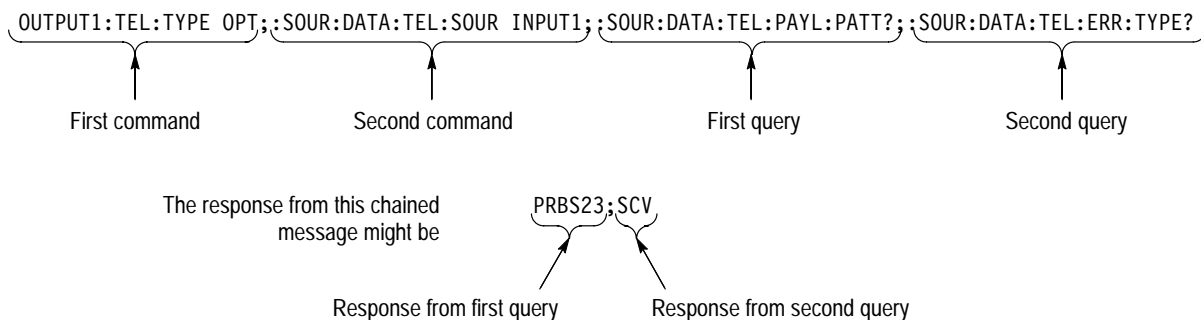 OUTPUT1:TEL:TYPE OPT;:SOUR:DATA:TEL:SOUR INPUT1;:SOUR:DATA:TEL:PAYL:PATT?;:SOUR:DATA:TEL:ERR:TYPE?
First command Second command First query Second query
The response from this chained PRBS23;SCV
message might be
Response from first query Response from second query